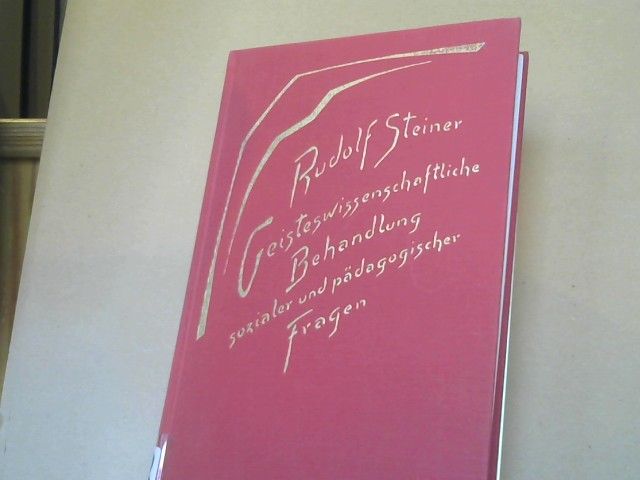 Rudolf Steiner
Geisteswissenschaftliche
Behandlung
sozialer und pädagogischer
Fragen